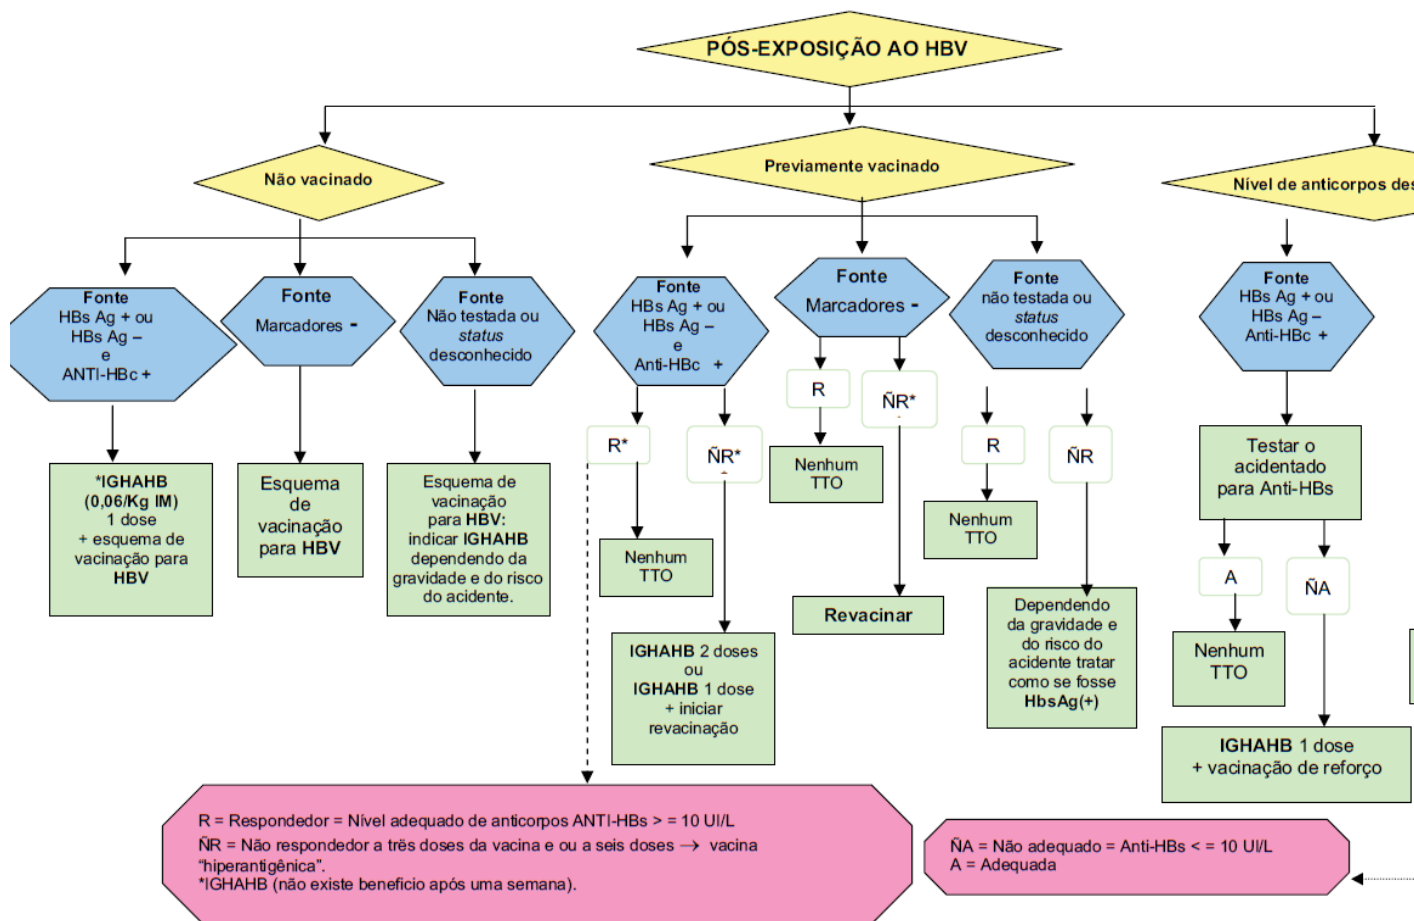 PÓS-EXPOSIÇÃO AO HBV
Não vacinado
Previamente vacinado
Nível de anticorpos des
Fonte
HBs Ag + ou
HBs Ag –
e
ANTI-HBc +
Fonte
Marcadores -
Fonte
Não testada ou
status
desconhecido
Fonte
HBs Ag + ou
HBs Ag –
e
Anti-HBc +
Fonte
Marcadores -
Fonte
não testada ou
status
desconhecido
Fonte
HBs Ag + ou
HBs Ag –
Anti-HBc +
R*
ÑR*
R
ÑR*
R
ÑR
*IGHAHB
(0,06/Kg IM)
1 dose
+ esquema de
vacinação para
HBV
Esquema
de
vacinação
para HBV
Esquema de
vacinação
para HBV:
indicar IGHAHB
dependendo da
gravidade e do risco
do acidente.
Nenhum
TTO
IGHAHB 2 doses
ou
IGHAHB 1 dose
+ iniciar
revacinação
Nenhum
TTO
Revacinar
Nenhum
TTO
Dependendo
da gravidade e
do risco do
acidente tratar
como se fosse
HbsAg(+)
Testar o
acidentado
para Anti-HBs
A
ÑA
Nenhum
TTO
IGHAHB 1 dose
+ vacinação de reforço
R = Respondedor = Nível adequado de anticorpos ANTI-HBs > = 10 UI/L
ÑR = Não respondedor a três doses da vacina e ou a seis doses → vacina
“hiperantigênica”.
*IGHAHB (não existe beneficio após uma semana).
ÑA = Não adequado = Anti-HBs < = 10 UI/L
A = Adequada